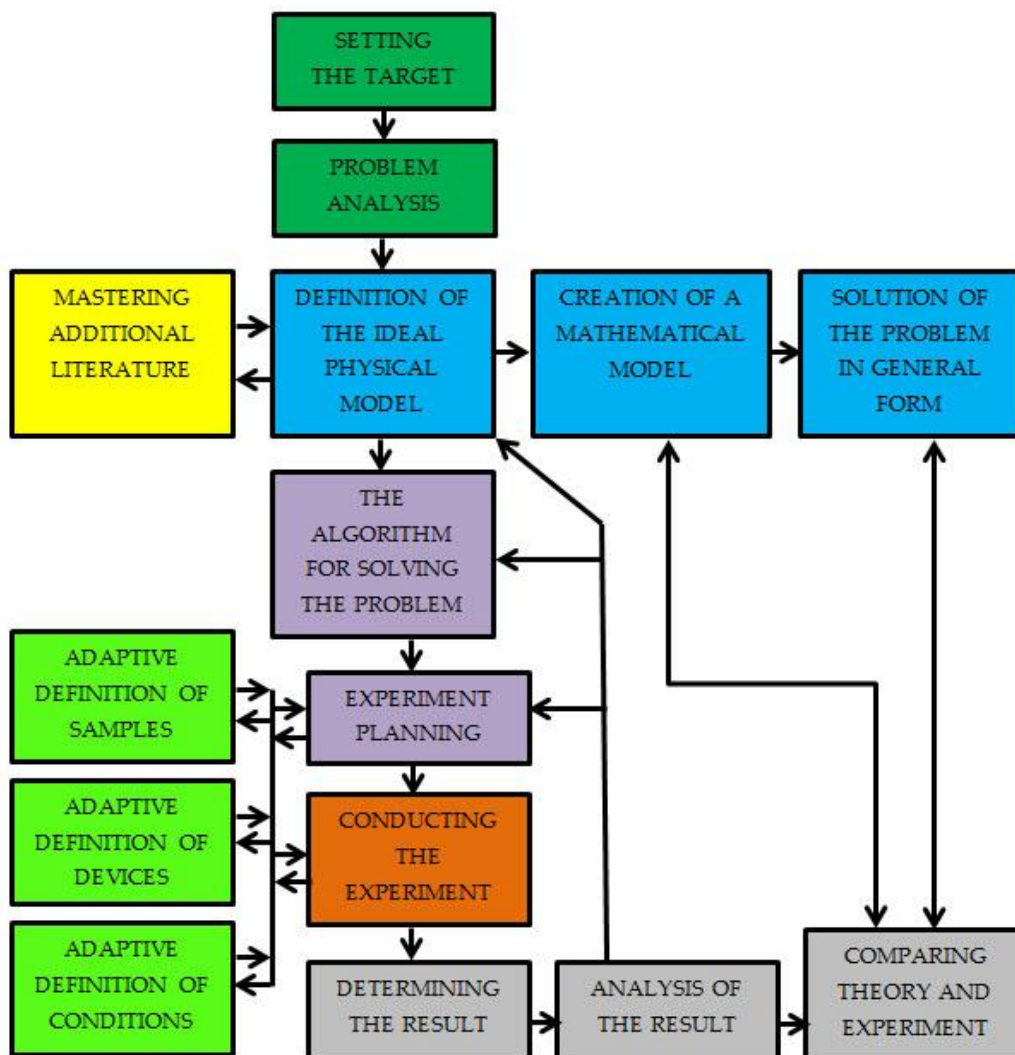 SETTING
THE TARGET
PROBLEM
ANALYSIS
MASTERING
ADDITIONAL
LITERATURE
DEFINITION OF
THE IDEAL
PHYSICAL
MODEL
CREATION OF A
MATHEMATICAL
MODEL
SOLUTION OF
THE PROBLEM
IN GENERAL
FORM
THE
ALGORITHM
FOR SOLVING
THE PROBLEM
ADAPTIVE
DEFINITION OF
SAMPLES
EXPERIMENT
PLANNING
ADAPTIVE
DEFINITION OF
DEVICES
CONDUCTING
THE
EXPERIMENT
ADAPTIVE
DEFINITION OF
CONDITIONS
DETERMINING
THE RESULT
ANALYSIS OF
THE RESULT
COMPARING
THEORY AND
EXPERIMENT